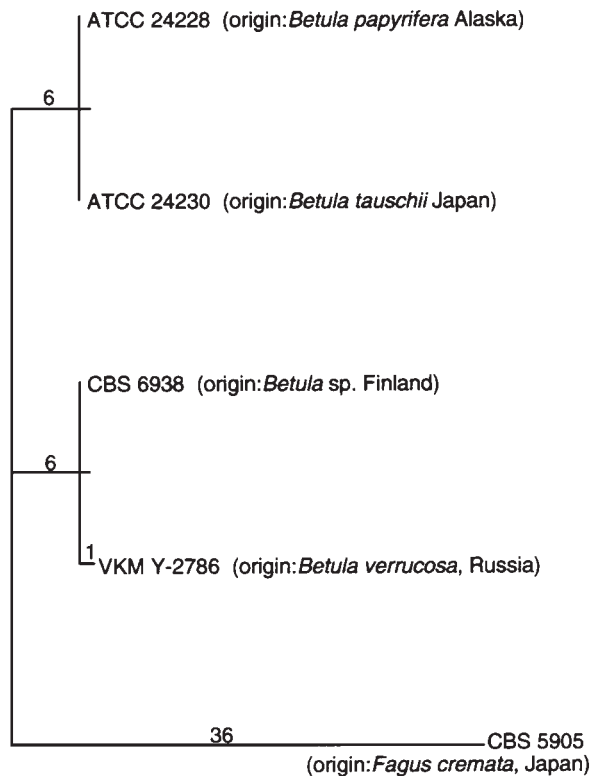 ATCC 24228 (origin:Betula papyrifera Alaska)
6
ATCC 24230 (origin:Betula tauschii Japan)
CBS 6938 (origin:Betula sp. Finland)
6
1
VKM Y-2786 (origin:Betula verrucosa, Russia)
36
CBS 5905
(origin:Fagus cremata, Japan)